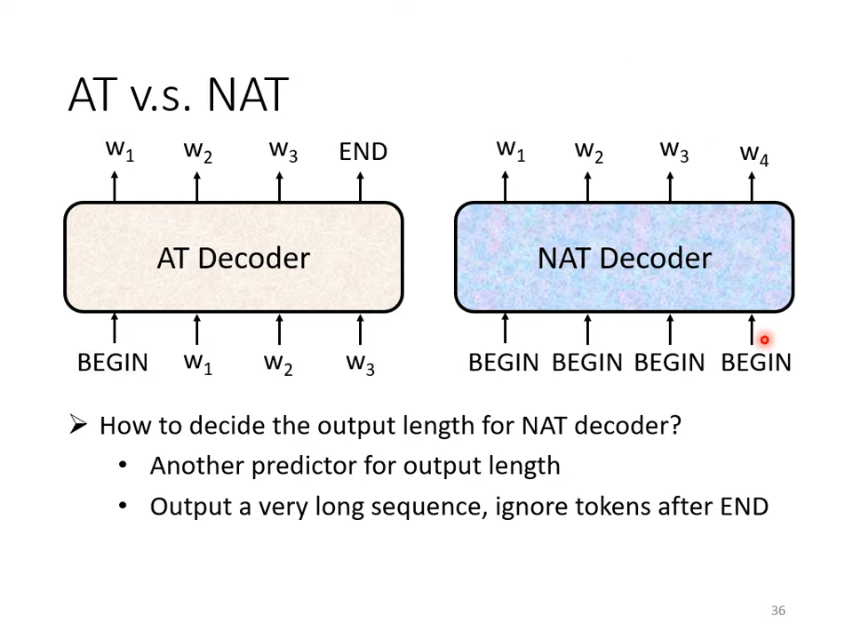 AT v.s. NAT
w₁ w₂ w₃ END
AT Decoder
BEGIN w₁ w₂ w₃
w₁ w₂ w₃ w₄
NAT Decoder
BEGIN BEGIN BEGIN BEGIN
➢ How to decide the output length for NAT decoder?
• Another predictor for output length
• Output a very long sequence, ignore tokens after END
36